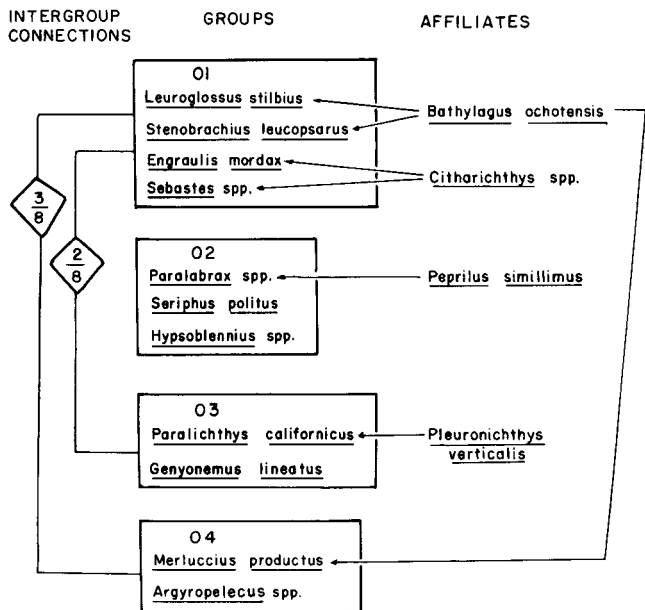 INTERGROUP CONNECTIONS
GROUPS
AFFILIATES
01
Leuroglossus stilbius
Stenobrachius leucopsarus
Engraulis mordax
Sebastes spp.
Bathylagus ochotensis
Citharichthys spp.
3/8
2/8
02
Paralabrax spp.
Seriphus politus
Hypsoblennius spp.
Peprilus simillimus
03
Paralichthys californicus
Genyonemus lineatus
Pleuronichthys
verticalis
04
Merluccius productus
Argyropelecus spp.